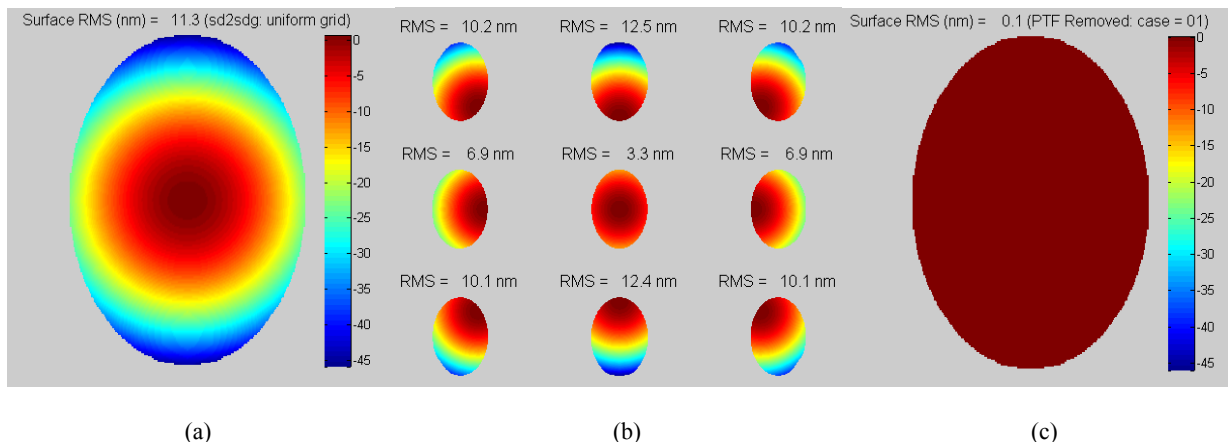 Surface RMS (nm) = 11.3 (sd2sdg: uniform grid)
0
-5
-10
-15
-20
-25
-30
-35
-40
-45
RMS = 10.2 nm
RMS = 12.5 nm
RMS = 10.2 nm
RMS = 6.9 nm
RMS = 3.3 nm
RMS = 6.9 nm
RMS = 10.1 nm
RMS = 12.4 nm
RMS = 10.1 nm
Surface RMS (nm) = 0.1 (PTF Removed: case = 01)
0
-5
-10
-15
-20
-25
-30
-35
-40
-45
(a)
(b)
(c)